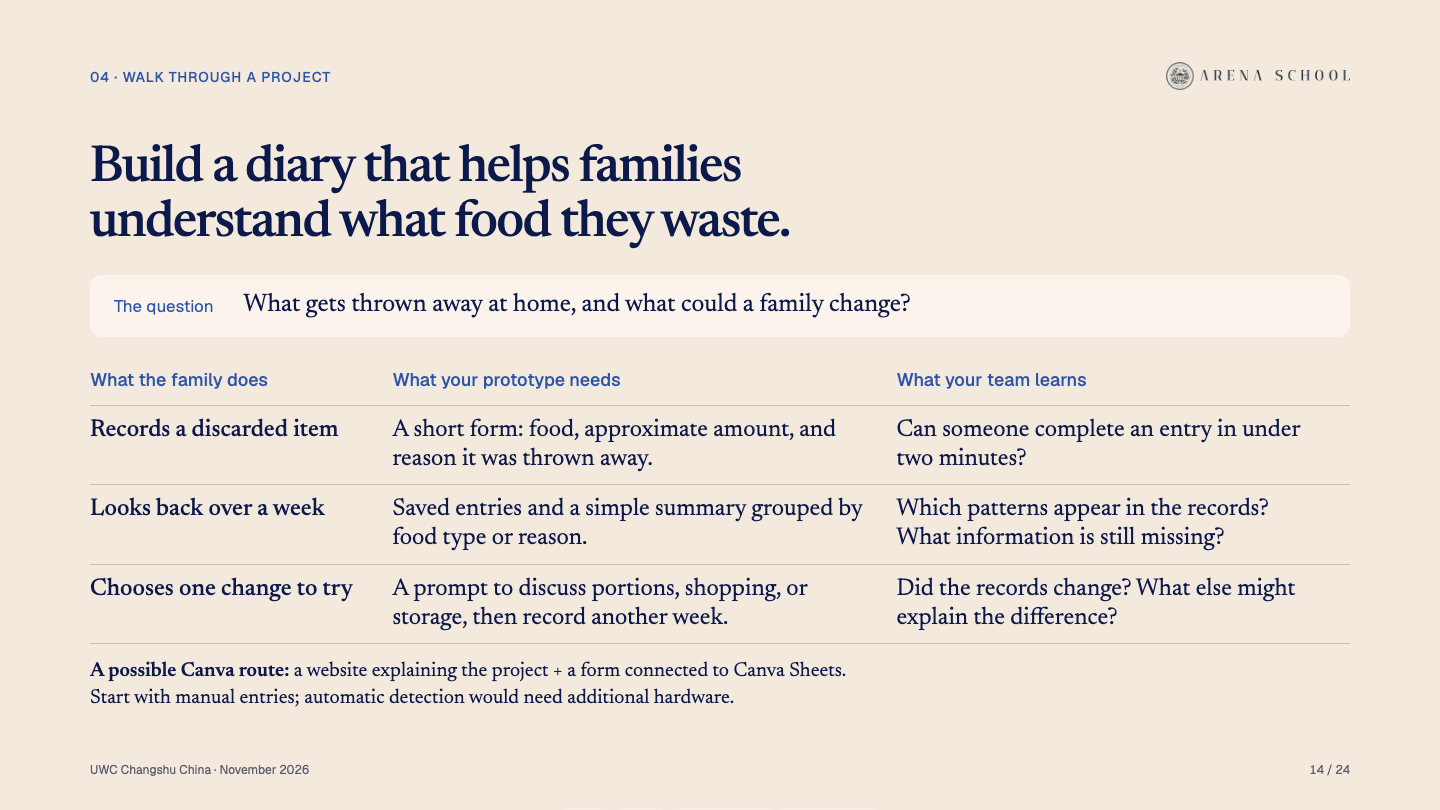 04 · WALK THROUGH A PROJECT
ARENA SCHOOL
Build a diary that helps families
understand what food they waste.
The question What gets thrown away at home, and what could a family change?
What the family does What your prototype needs What your team learns
Records a discarded item
A short form: food, approximate amount, and
reason it was thrown away.
Can someone complete an entry in under
two minutes?
Looks back over a week
Saved entries and a simple summary grouped by
food type or reason.
Which patterns appear in the records?
What information is still missing?
Chooses one change to try
A prompt to discuss portions, shopping, or
storage, then record another week.
Did the records change? What else might
explain the difference?
A possible Canva route: a website explaining the project + a form connected to Canva Sheets.
Start with manual entries; automatic detection would need additional hardware.
UWC Changshu China · November 2026
14 / 24